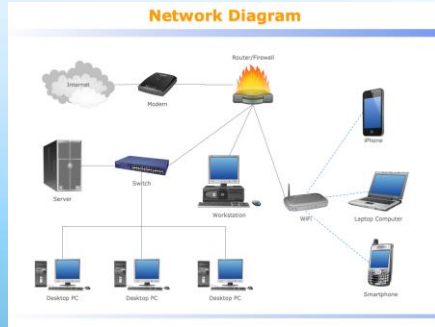 Network Diagram
Router/Firewall
Internet
Modem
iPhone
Switch
Server
Workstation
WiFi
Laptop Computer
Desktop PC
Desktop PC
Desktop PC
Smartphone